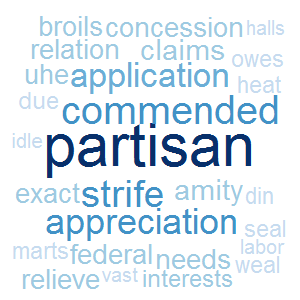 broils concession halls
relation claims owes
uhe application heat
due commended
idle partisan
exact strife amity din
appreciation seal
marts federal needs labor
weal
relieve vast interests